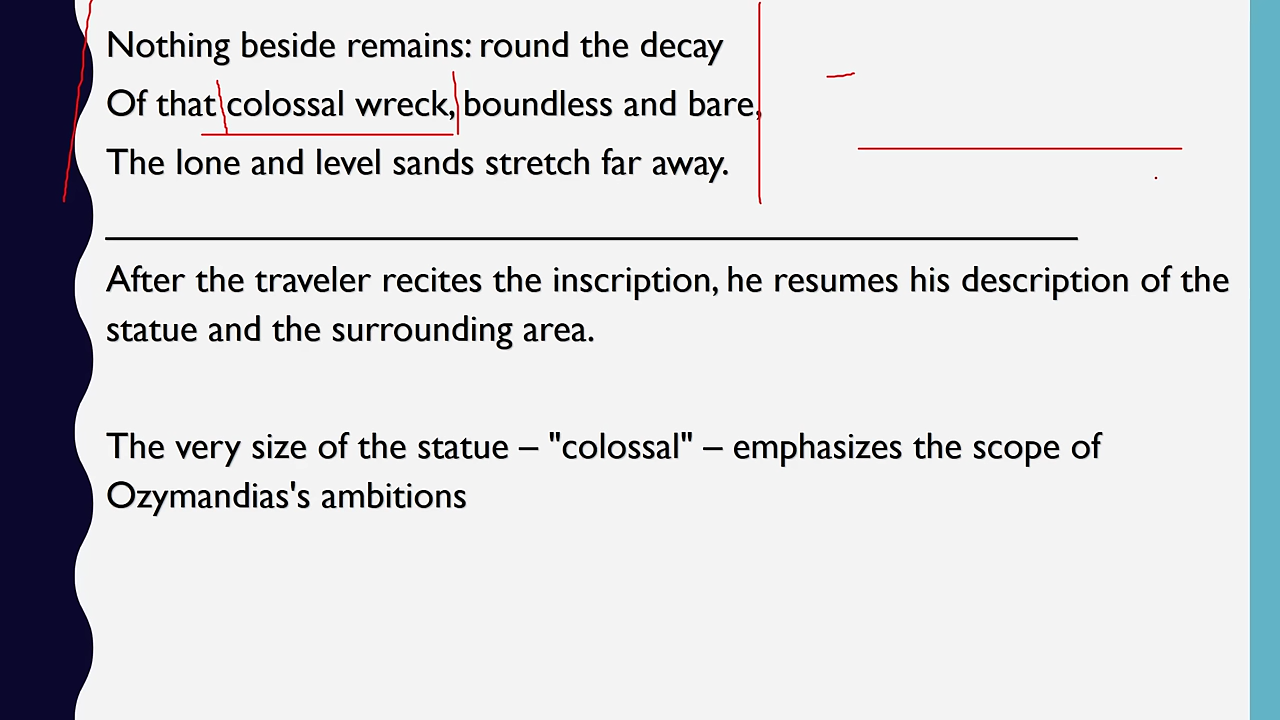 Nothing beside remains: round the decay
Of that colossal wreck, boundless and bare,
The lone and level sands stretch far away.
After the traveler recites the inscription, he resumes his description of the
statue and the surrounding area.
The very size of the statue – "colossal" – emphasizes the scope of
Ozymandias's ambitions